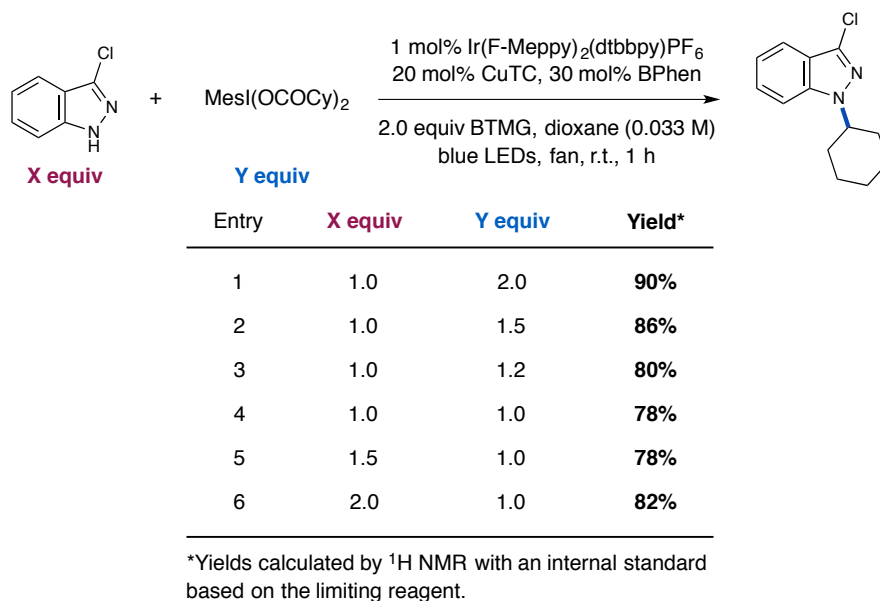 Cl
N
N
H
+
MesI(OCOCy)2
1 mol% Ir(F-Meppy)2(dtbbpy)PF6
20 mol% CuTC, 30 mol% BPhen
2.0 equiv BTMG, dioxane (0.033 M)
blue LEDs, fan, r.t., 1 h
Cl
N
N
X equiv
Y equiv
Entry X equiv Y equiv Yield*
1 1.0 2.0 90%
2 1.0 1.5 86%
3 1.0 1.2 80%
4 1.0 1.0 78%
5 1.5 1.0 78%
6 2.0 1.0 82%
*Yields calculated by 1H NMR with an internal standard
based on the limiting reagent.